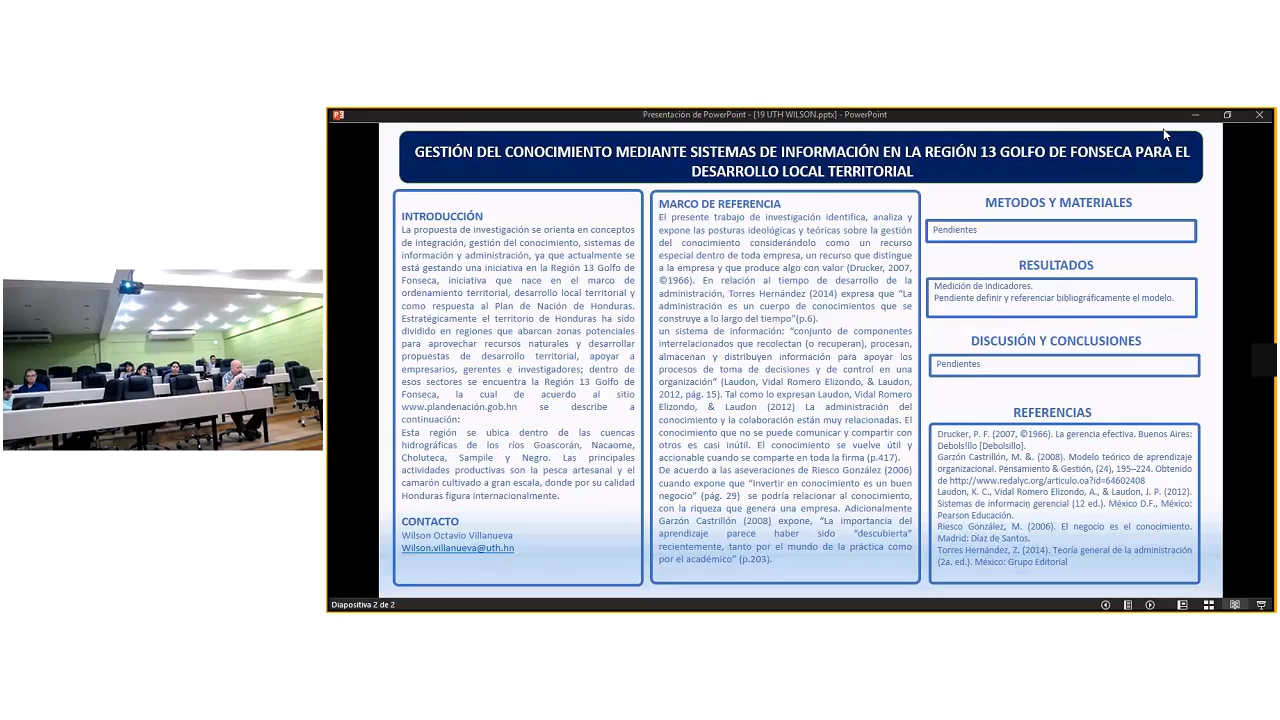 Presentación de PowerPoint - [19 UTH WILSON.pptx] - PowerPoint
GESTIÓN DEL CONOCIMIENTO MEDIANTE SISTEMAS DE INFORMACIÓN EN LA REGIÓN 13 GOLFO DE FONSECA PARA EL
DESARROLLO LOCAL TERRITORIAL
INTRODUCCIÓN
La propuesta de investigación se orienta en conceptos
de integración, gestión del conocimiento, sistemas de
información y administración, ya que actualmente se
está gestando una iniciativa en la Región 13 Golfo de
Fonseca, iniciativa que nace en el marco de
ordenamiento territorial, desarrollo local territorial y
como respuesta al Plan de Nación de Honduras.
Estratégicamente el territorio de Honduras ha sido
dividido en regiones que abarcan zonas potenciales
para aprovechar recursos naturales y desarrollar
propuestas de desarrollo territorial, apoyar a
empresarios, gerentes e investigadores; dentro de
esos sectores se encuentra la Región 13 Golfo de
Fonseca, la cual de acuerdo al sitio
www.plandenación.gob.hn se describe a
continuación:
Esta región se ubica dentro de las cuencas
hidrográficas de los ríos Goascorán, Nacaome,
Choluteca, Sampile y Negro. Las principales
actividades productivas son la pesca artesanal y el
camarón cultivado a gran escala, donde por su calidad
Honduras figura internacionalmente.
CONTACTO
Wilson Octavio Villanueva
Wilson.villanueva@uth.hn
MARCO DE REFERENCIA
El presente trabajo de investigación identifica, analiza y
expone las posturas ideológicas y teóricas sobre la gestión
del conocimiento considerándolo como un recurso
especial dentro de toda empresa, un recurso que distingue
a la empresa y que produce algo con valor (Drucker, 2007,
©1966). En relación al tiempo de desarrollo de la
administración, Torres Hernández (2014) expresa que “La
administración es un cuerpo de conocimientos que se
construye a lo largo del tiempo”(p.6).
un sistema de información: “conjunto de componentes
interrelacionados que recolectan (o recuperan), procesan,
almacenan y distribuyen información para apoyar los
procesos de toma de decisiones y de control en una
organización” (Laudon, Vidal Romero Elizondo, & Laudon,
2012, pág. 15). Tal como lo expresan Laudon, Vidal Romero
Elizondo, & Laudon (2012) La administración del
conocimiento y la colaboración están muy relacionadas. El
conocimiento que no se puede comunicar y compartir con
otros es casi inútil. El conocimiento se vuelve útil y
accionable cuando se comparte en toda la firma (p.417).
De acuerdo a las aseveraciones de Riesco González (2006)
cuando expone que “Invertir en conocimiento es un buen
negocio” (pág. 29) se podría relacionar al conocimiento,
con la riqueza que genera una empresa. Adicionalmente
Garzón Castrillón (2008) expone, “La importancia del
aprendizaje parece haber sido “descubierta”
recientemente, tanto por el mundo de la práctica como
por el académico” (p.203).
METODOS Y MATERIALES
Pendientes
RESULTADOS
Medición de Indicadores.
Pendiente definir y referenciar bibliográficamente el modelo.
DISCUSIÓN Y CONCLUSIONES
Pendientes
REFERENCIAS
Drucker, P. F. (2007, ©1966). La gerencia efectiva. Buenos Aires:
Debols!llo [Debolsillo].
Garzón Castrillón, M. &. (2008). Modelo teórico de aprendizaje
organizacional. Pensamiento & Gestión, (24), 195–224. Obtenido
de http://www.redalyc.org/articulo.oa?id=64602408
Laudon, K. C., Vidal Romero Elizondo, A., & Laudon, J. P. (2012).
Sistemas de informacin gerencial (12 ed.). México D.F., México:
Pearson Educación.
Riesco González, M. (2006). El negocio es el conocimiento.
Madrid: Díaz de Santos.
Torres Hernández, Z. (2014). Teoría general de la administración
(2a. ed.). México: Grupo Editorial
Diapositiva 2 de 2